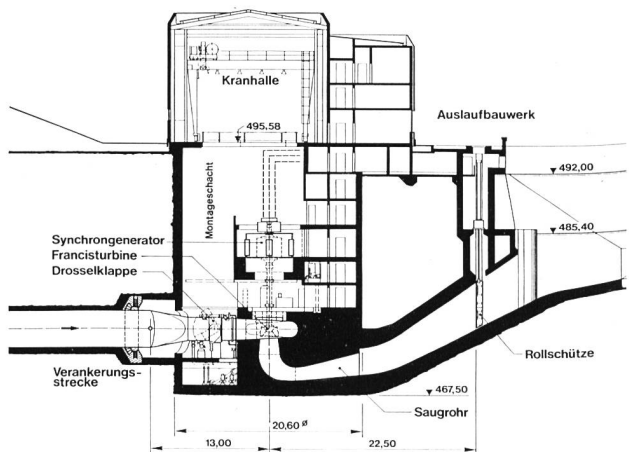 Kranhalle
Auslaufbauwerk
495.58
492,00
Montageschacht
485,40
Synchrongenerator
Francisturbine
Drosselklappe
Rollschütze
Verankerungs-
strecke
467,50
Saugrohr
20,60 ø
13,00
22,50